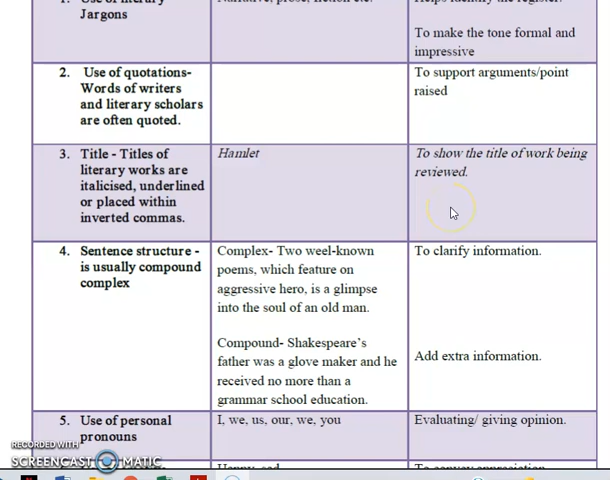 Jargons
To make the tone formal and
impressive
2. Use of quotations-
Words of writers
and literary scholars
are often quoted.
To support arguments/point
raised
3. Title - Titles of
literary works are
italicised, underlined
or placed within
inverted commas.
Hamlet
To show the title of work being
reviewed.
4. Sentence structure -
is usually compound
complex
Complex- Two weel-known
poems, which feature on
aggressive hero, is a glimpse
into the soul of an old man.
Compound- Shakespeare's
father was a glove maker and he
received no more than a
grammar school education.
To clarify information.
Add extra information.
5. Use of personal
pronouns
I, we, us, our, we, you
Evaluating/ giving opinion.
RECORDED WITH
SCREENCAST MATIC